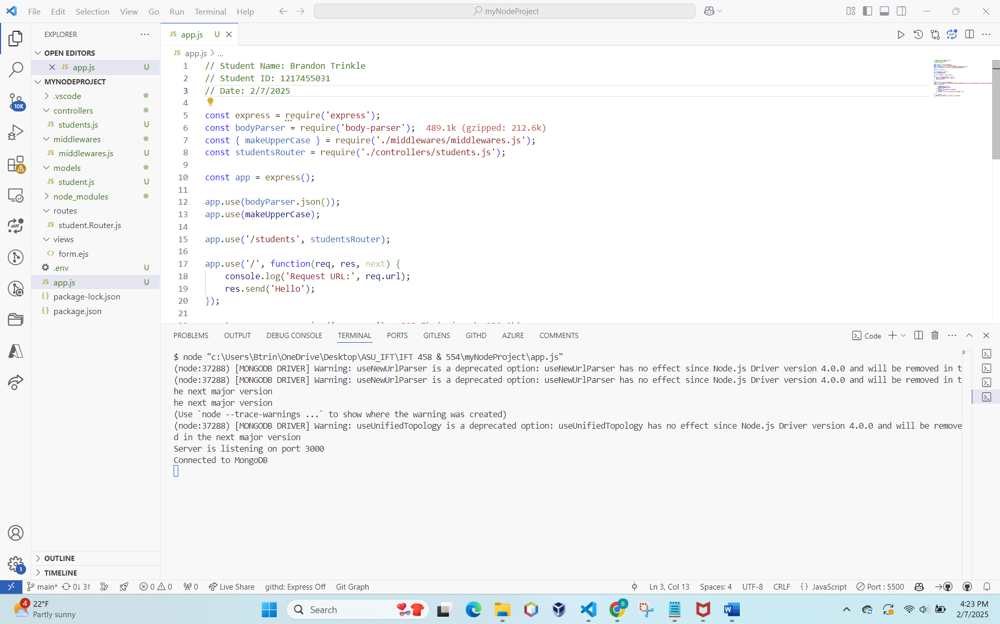 File Edit Selection View Go Run Terminal Help
myNodeProject
EXPLORER
OPEN EDITORS
JS app.js U
MYNODEPROJECT
.vscode
controllers
JS students.js U
middlewares
JS middlewares.js U
models
JS student.js U
node_modules
routes
JS student.Router.js
views
<> form.ejs
.env U
JS app.js U
{} package-lock.json
{} package.json
OUTLINE
TIMELINE
10K
diff
1
JS app.js U
diff
JS app.js > ...
1 // Student Name: Brandon Trinkle
2 // Student ID: 1217455031
3 // Date: 2/7/2025
4
5 const express = require('express');
6 const bodyParser = require('body-parser'); 489.1k (gzipped: 212.6k)
7 const { makeUpperCase } = require('./middlewares/middlewares.js');
8 const studentsRouter = require('./controllers/students.js');
9
10 const app = express();
11
12 app.use(bodyParser.json());
13 app.use(makeUpperCase);
14
15 app.use('/students', studentsRouter);
16
17 app.use('/', function(req, res, next) {
18 console.log('Request URL:', req.url);
19 res.send('Hello');
20 });
21
PROBLEMS OUTPUT DEBUG CONSOLE TERMINAL PORTS GITLENS GITHD AZURE COMMENTS
Code
$ node "c:\Users\Btrin\OneDrive\Desktop\ASU_IFT\IFT 458 & 554\myNodeProject\app.js"
(node:37288) [MONGODB DRIVER] Warning: useNewUrlParser is a deprecated option: useNewUrlParser has no effect since Node.js Driver version 4.0.0 and will be removed in t
(node:37288) [MONGODB DRIVER] Warning: useNewUrlParser is a deprecated option: useNewUrlParser has no effect since Node.js Driver version 4.0.0 and will be removed in t
he next major version
he next major version
(Use `node --trace-warnings ...` to show where the warning was created)
(node:37288) [MONGODB DRIVER] Warning: useUnifiedTopology is a deprecated option: useUnifiedTopology has no effect since Node.js Driver version 4.0.0 and will be remove
d in the next major version
Server is listening on port 3000
Connected to MongoDB
main* 0↓ 3↑ 0 0 0 Live Share githd: Express Off Git Graph
Ln 3, Col 13 Spaces: 4 UTF-8 CRLF {} JavaScript Port : 5500
4 22°F
Partly sunny
Search
B
4:23 PM
2/7/2025